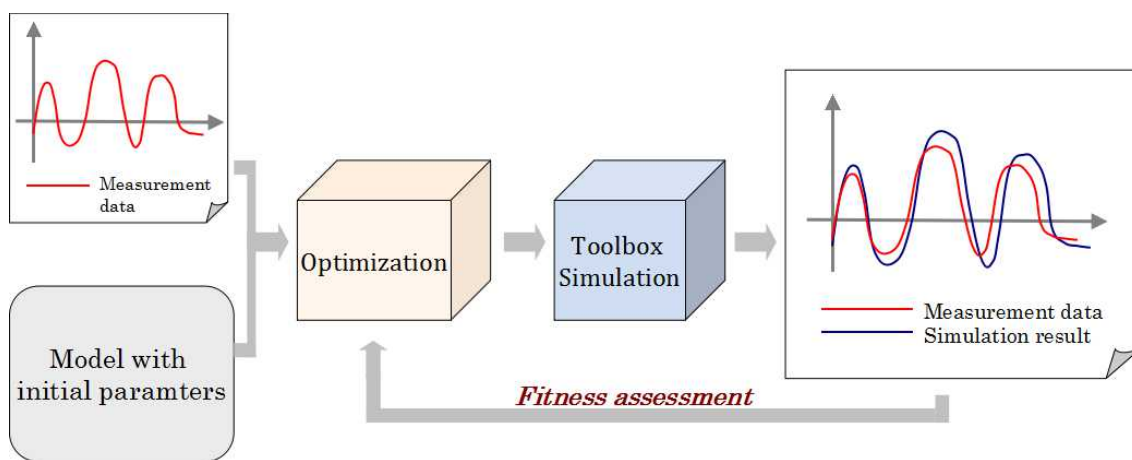 Measurement
data
Model with
initial paramters
Optimization
Toolbox
Simulation
Measurement data
Simulation result
Fitness assessment